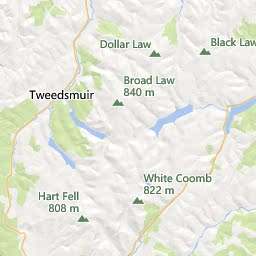 Dollar Law
Black Law
Broad Law
840 m
Tweedsmuir
White Coomb
822 m
Hart Fell
808 m